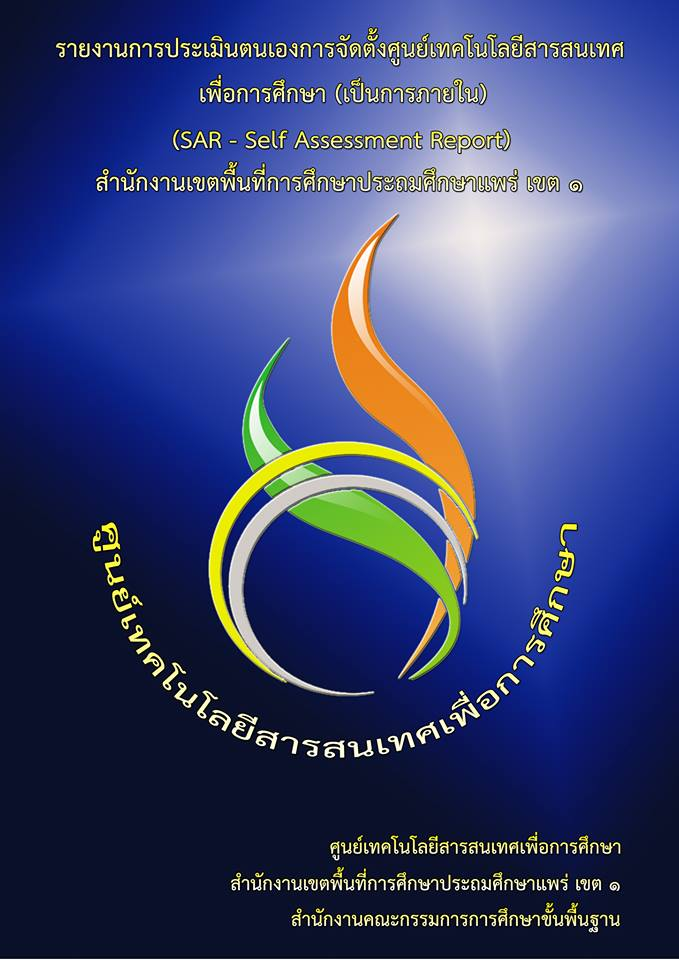 รายงานการประเมินตนเองการจัดตั้งศูนย์เทคโนโลยีสารสนเทศ
เพื่อการศึกษา (เป็นการภายใน)
(SAR - Self Assessment Report)
สำนักงานเขตพื้นที่การศึกษาประถมศึกษาแพร่ เขต ๑
ศูนย์เทคโนโลยีสารสนเทศเพื่อการศึกษา
ศูนย์เทคโนโลยีสารสนเทศเพื่อการศึกษา
สำนักงานเขตพื้นที่การศึกษาประถมศึกษาแพร่ เขต ๑
สำนักงานคณะกรรมการการศึกษาขั้นพื้นฐาน